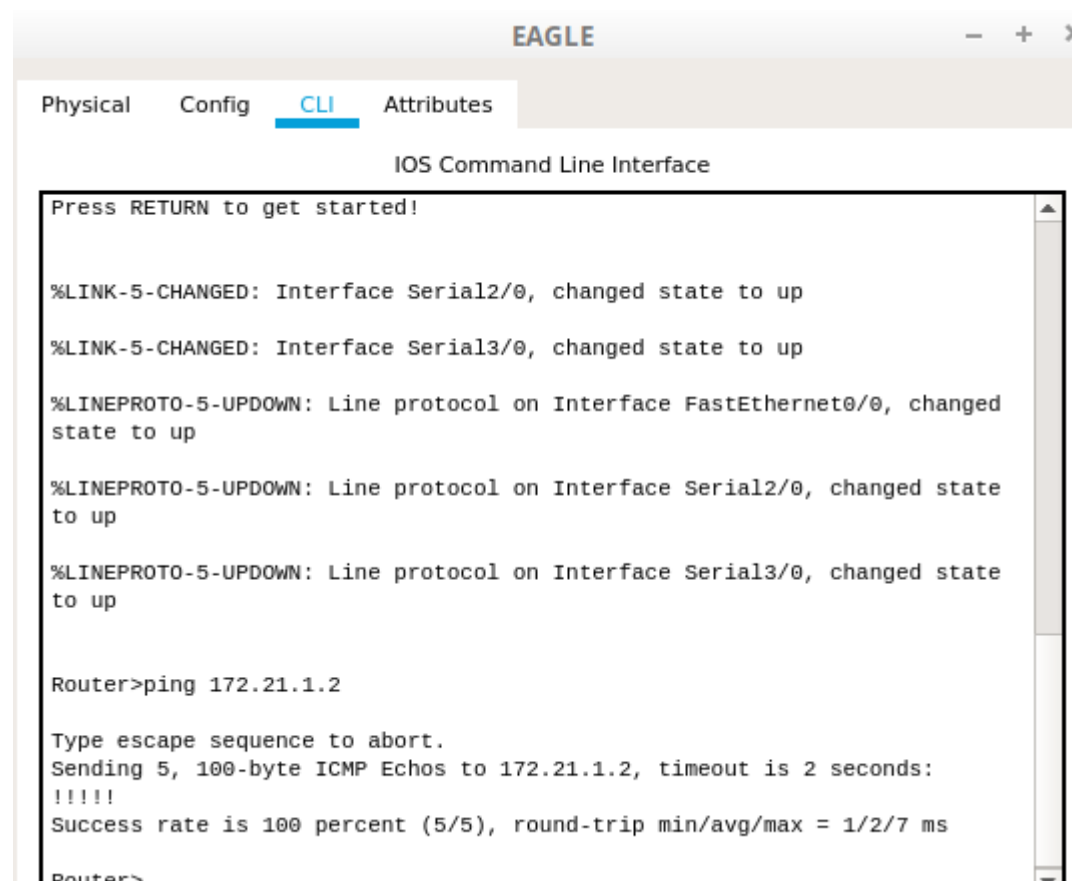 EAGLE
Physical Config CLI Attributes
IOS Command Line Interface
Press RETURN to get started!
%LINK-5-CHANGED: Interface Serial2/0, changed state to up
%LINK-5-CHANGED: Interface Serial3/0, changed state to up
%LINEPROTO-5-UPDOWN: Line protocol on Interface FastEthernet0/0, changed
state to up
%LINEPROTO-5-UPDOWN: Line protocol on Interface Serial2/0, changed state
to up
%LINEPROTO-5-UPDOWN: Line protocol on Interface Serial3/0, changed state
to up
Router>ping 172.21.1.2
Type escape sequence to abort.
Sending 5, 100-byte ICMP Echos to 172.21.1.2, timeout is 2 seconds:
!!!!!
Success rate is 100 percent (5/5), round-trip min/avg/max = 1/2/7 ms
Router>